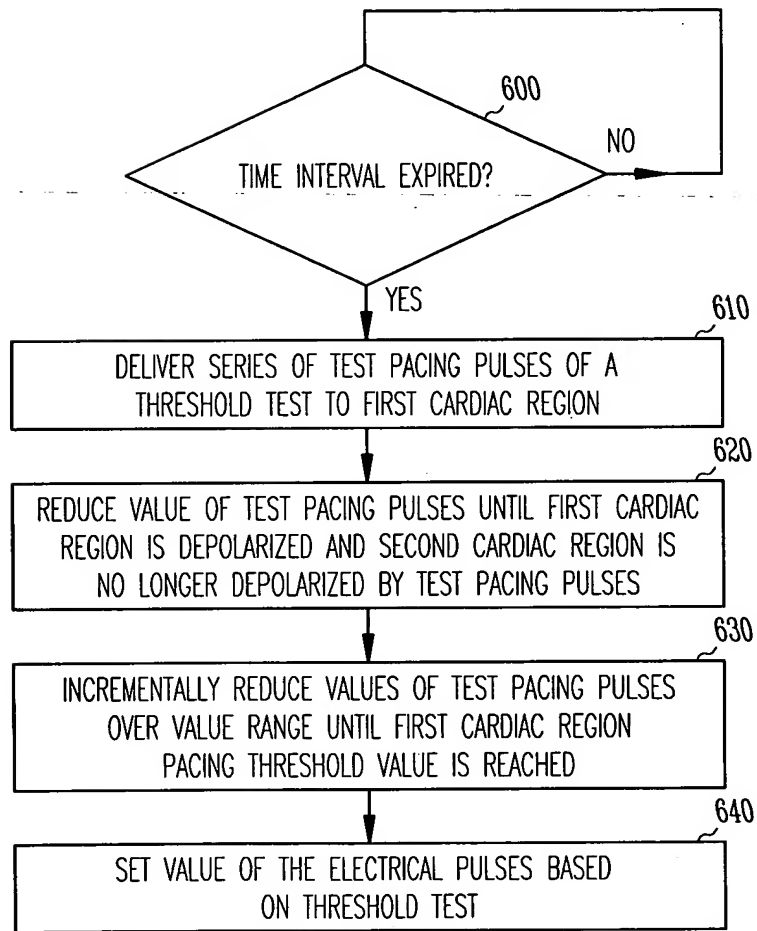 600
TIME INTERVAL EXPIRED?
NO
YES
610
DELIVER SERIES OF TEST PACING PULSES OF A
THRESHOLD TEST TO FIRST CARDIAC REGION
620
REDUCE VALUE OF TEST PACING PULSES UNTIL FIRST CARDIAC
REGION IS DEPOLARIZED AND SECOND CARDIAC REGION IS
NO LONGER DEPOLARIZED BY TEST PACING PULSES
630
INCREMENTALLY REDUCE VALUES OF TEST PACING PULSES
OVER VALUE RANGE UNTIL FIRST CARDIAC REGION
PACING THRESHOLD VALUE IS REACHED
640
SET VALUE OF THE ELECTRICAL PULSES BASED
ON THRESHOLD TEST